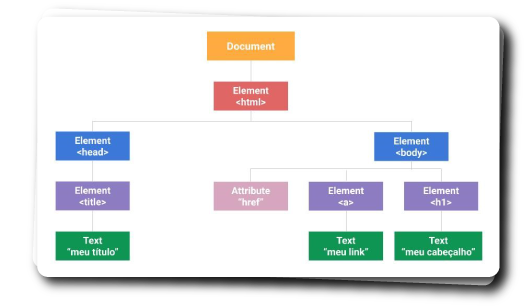 Document
Element
<html>
Element
<head>
Element
<body>
Element
<title>
Attribute
"href"
Element
<a>
Element
<h1>
Text
"meu título"
Text
"meu link"
Text
"meu cabeçalho"